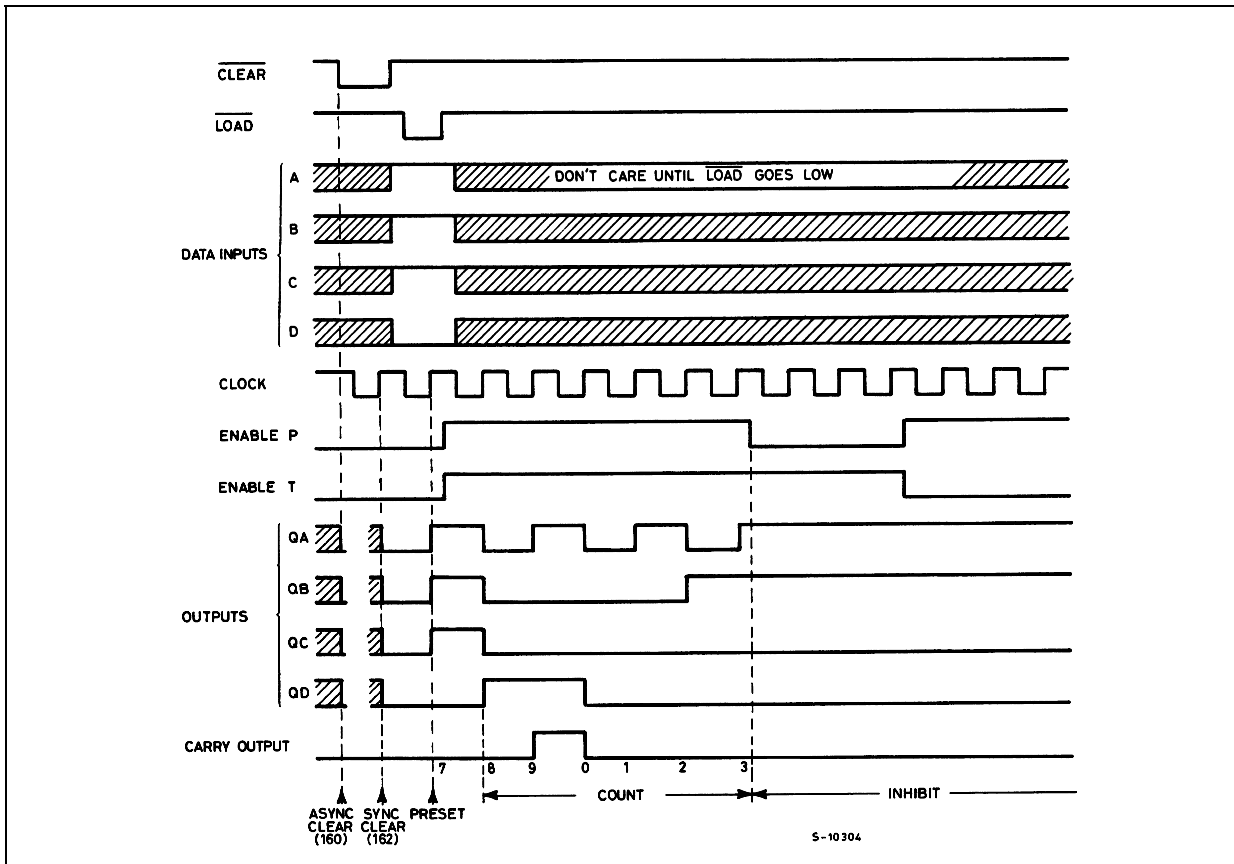 CLEAR
LOAD
A
DON'T CARE UNTIL LOAD GOES LOW
B
DATA INPUTS
C
D
CLOCK
ENABLE P
ENABLE T
QA
QB
OUTPUTS
QC
QD
CARRY OUTPUT
7 8 9 0 1 2 3
COUNT
INHIBIT
ASYNC CLEAR (160)
SYNC CLEAR (162)
PRESET
S-10304